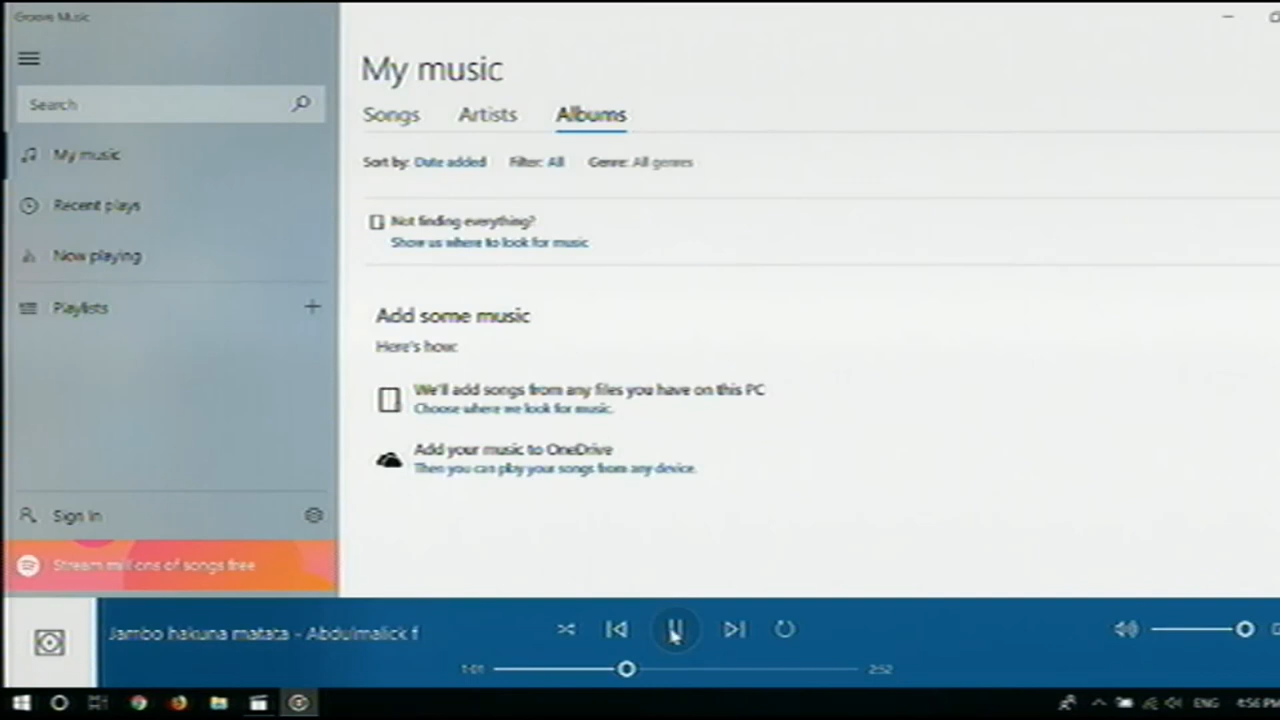 Groove Music
My music
Search
Songs Artists Albums
My music
Sort by: Date added Filter: All Genre: All genres
Recent plays
Not finding everything?
Show us where to look for music
Now playing
Playlists
Add some music
Here's how:
We'll add songs from any files you have on this PC
Choose where we look for music.
Add your music to OneDrive
Then you can play your songs from any device.
Sign in
Stream millions of songs free
Jambo hakuna matata - Abdulmalick f
1:01 2:52
ENG 4:56 PM